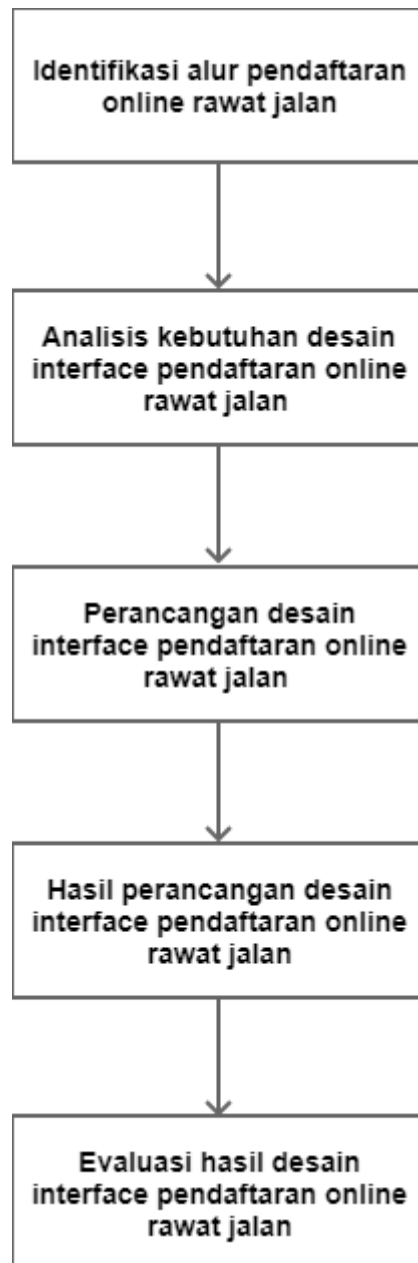 Identifikasi alur pendaftaran
online rawat jalan
Analisis kebutuhan desain
interface pendaftaran online
rawat jalan
Perancangan desain
interface pendaftaran online
rawat jalan
Hasil perancangan desain
interface pendaftaran online
rawat jalan
Evaluasi hasil desain
interface pendaftaran online
rawat jalan